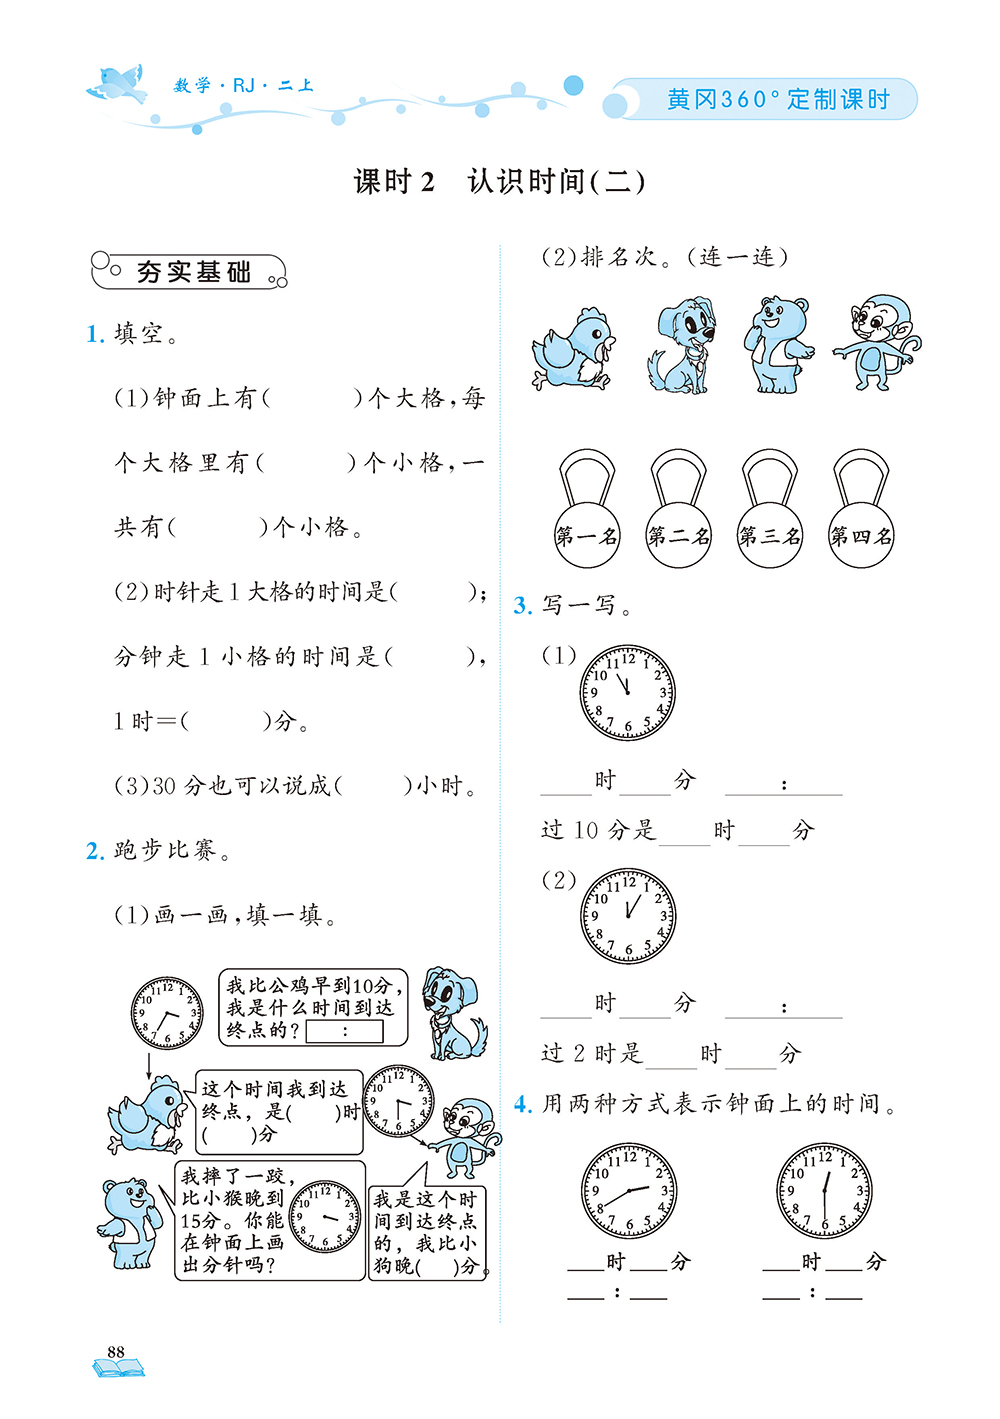 数学·RJ·二上
黄冈360°定制课时
课时2 认识时间(二)
夯实基础
1. 填空。
(1)钟面上有(　　)个大格,每
个大格里有(　　)个小格,一
共有(　　)个小格。
(2)时针走1大格的时间是(　　);
分钟走1小格的时间是(　　),
1时=(　　)分。
(3)30分也可以说成(　　)小时。
2. 跑步比赛。
(1)画一画,填一填。
11 12 1
10 2
9 3
8 4
7 6 5
我比公鸡早到10分,
我是什么时间到达
终点的? :
这个时间我到达
终点，是(　　)时
(　　)分
11 12 1
10 2
9 3
8 4
7 6 5
我摔了一跤,
比小猴晚到
15分。你能
在钟面上画
出分针吗?
11 12 1
10 2
9 3
8 4
7 6 5
我是这个时
间到达终点
的，我比小
狗晚(　　)分。
(2)排名次。(连一连)
第一名 第二名 第三名 第四名
3. 写一写。
(1)
11 12 1
10 2
9 3
8 4
7 6 5
____时____分 ____:____
过10分是____时____分
(2)
11 12 1
10 2
9 3
8 4
7 6 5
____时____分 ____:____
过2时是____时____分
4. 用两种方式表示钟面上的时间。
11 12 1 11 12 1
10 2 10 2
9 3 9 3
8 4 8 4
7 6 5 7 6 5
___时___分 ___时___分
___:___ ___:___
88